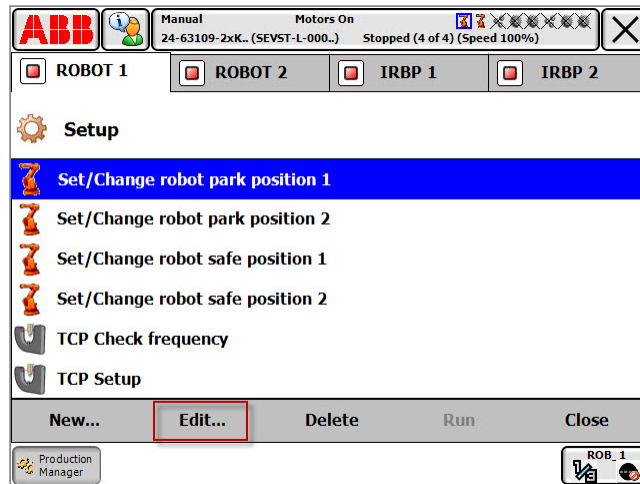 ABB
Manual Motors On
24-63109-2xK.. (SEVST-L-000..) Stopped (4 of 4) (Speed 100%)
ROBOT 1 ROBOT 2 IRBP 1 IRBP 2
Setup
Set/Change robot park position 1
Set/Change robot park position 2
Set/Change robot safe position 1
Set/Change robot safe position 2
TCP Check frequency
TCP Setup
New... Edit... Delete Run Close
Production
Manager
ROB_1
1/3